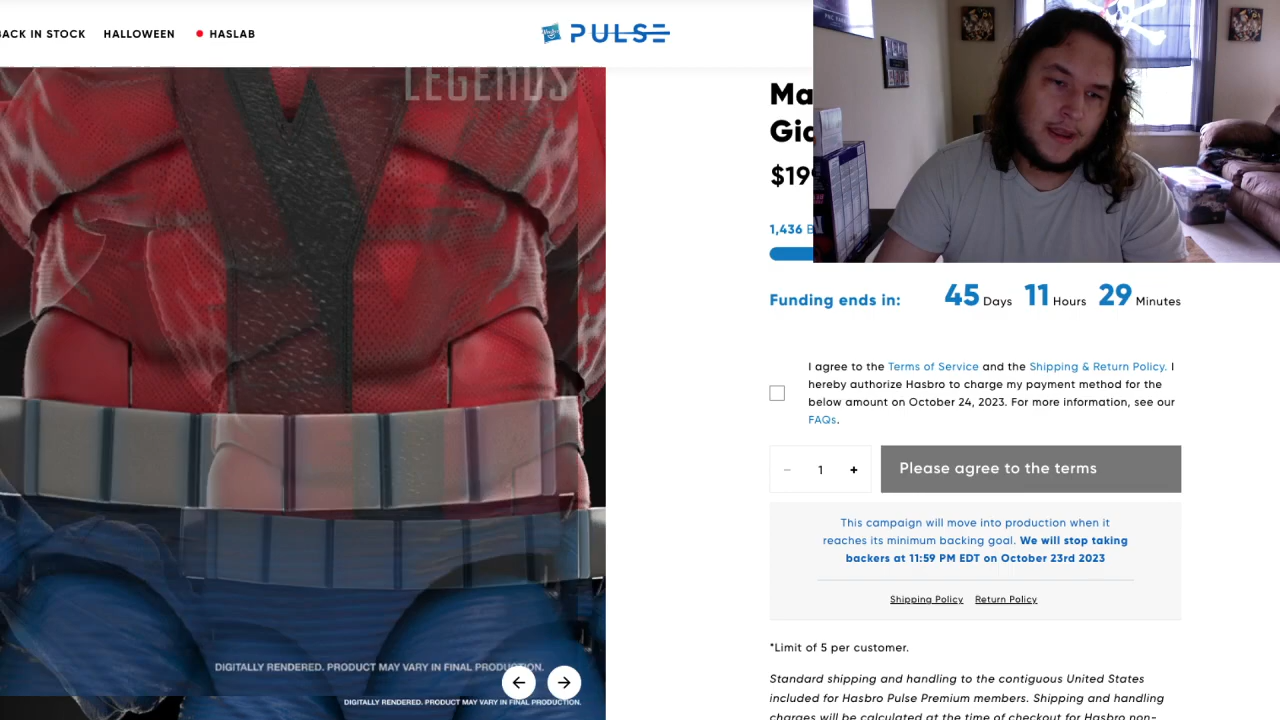 BACK IN STOCK HALLOWEEN HASLAB
PULSE
LEGENDS
Ma
Gia
$199
1,436 B
Funding ends in: 45 Days 11 Hours 29 Minutes
I agree to the Terms of Service and the Shipping & Return Policy. I
hereby authorize Hasbro to charge my payment method for the
below amount on October 24, 2023. For more information, see our
FAQs.
1
Please agree to the terms
This campaign will move into production when it
reaches its minimum backing goal. We will stop taking
backers at 11:59 PM EDT on October 23rd 2023
Shipping Policy Return Policy
*Limit of 5 per customer.
Standard shipping and handling to the contiguous United States
included for Hasbro Pulse Premium members. Shipping and handling
charges will be calculated at the time of checkout for Hasbro non-
DIGITALLY RENDERED. PRODUCT MAY VARY IN FINAL PRODUCTION.
DIGITALLY RENDERED. PRODUCT MAY VARY IN FINAL PRODUCTION.